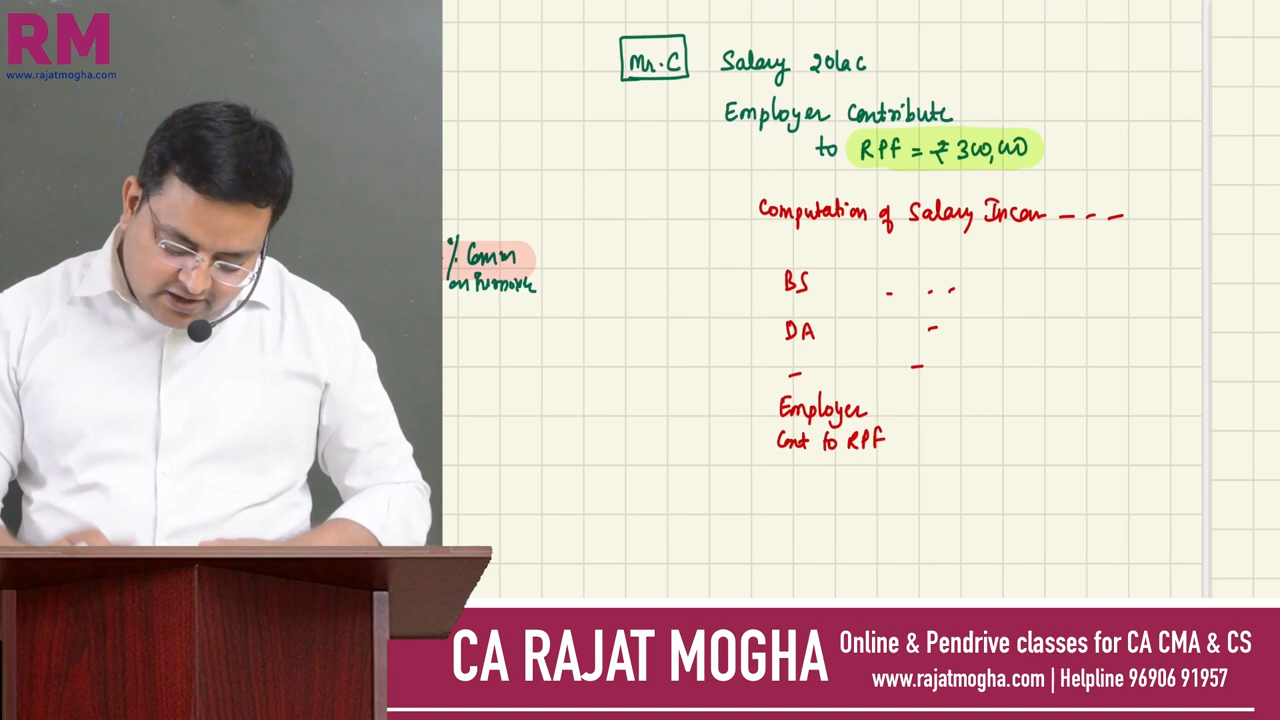 RM
www.rajatmogha.com
Mr. C Salary 20lac
Employer Contribute
to RPF = ₹ 300,000
Computation of Salary Incom - - -
% Comm
on Turnover
BS . . .
DA -
- -
Employer
Cont to RPF
CA RAJAT MOGHA
Online & Pendrive classes for CA CMA & CS
www.rajatmogha.com | Helpline 96906 91957